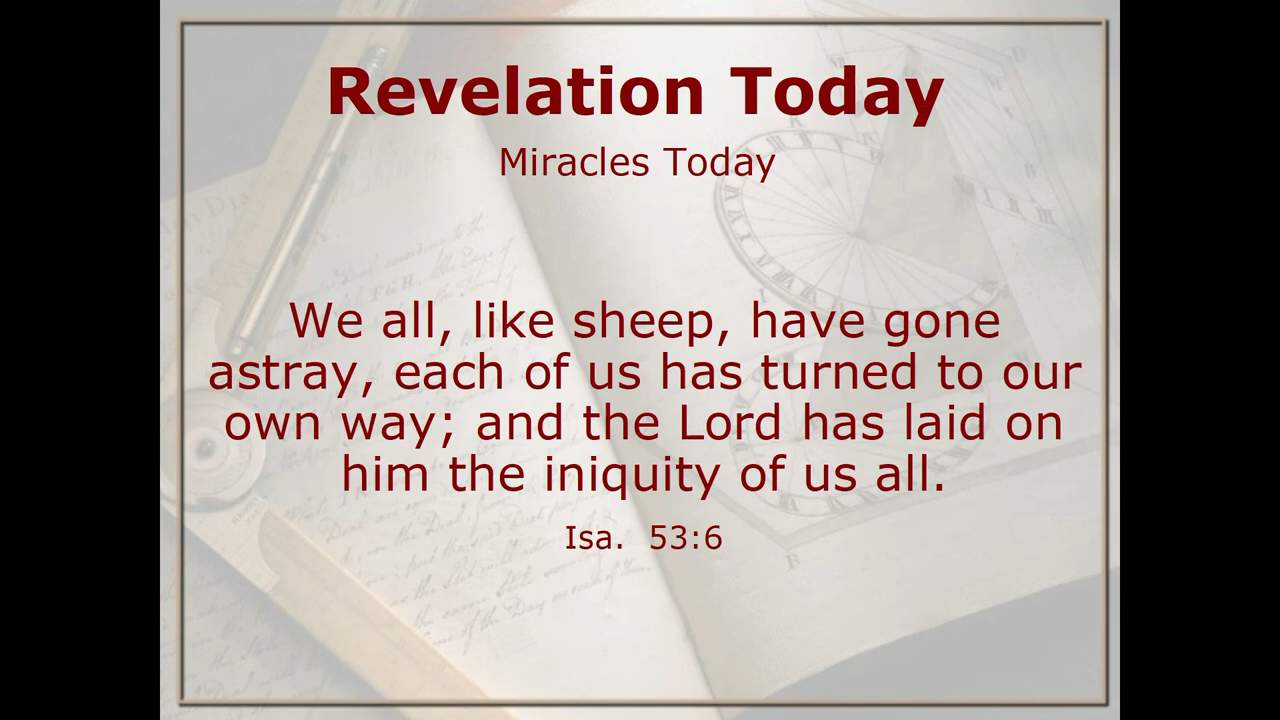 Revelation Today
Miracles Today
We all, like sheep, have gone
astray, each of us has turned to our
own way; and the Lord has laid on
him the iniquity of us all.
Isa.  53:6